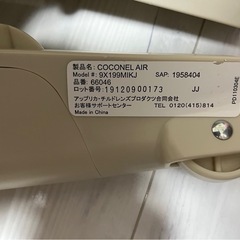 製品名: COCONEL AIR
Model #: 9X199MIKJ SAP: 1958404
品番: 66046
ロット番号 19120900173 JJ
アップリカ・チルドレンズプロダクツ合同会社
お客様サポートセンター TEL 0120(415)814
Made in China
PD110304E